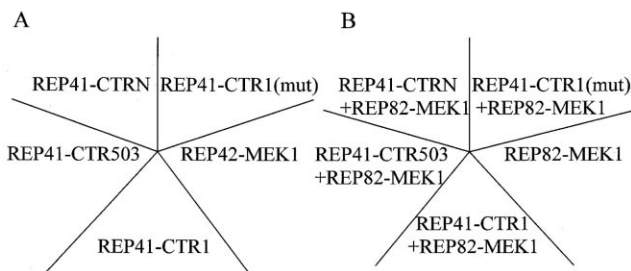 A
REP41-CTRN
REP41-CTR1(mut)
REP41-CTR503
REP42-MEK1
REP41-CTR1
B
REP41-CTRN
+REP82-MEK1
REP41-CTR1(mut)
+REP82-MEK1
REP41-CTR503
+REP82-MEK1
REP82-MEK1
REP41-CTR1
+REP82-MEK1